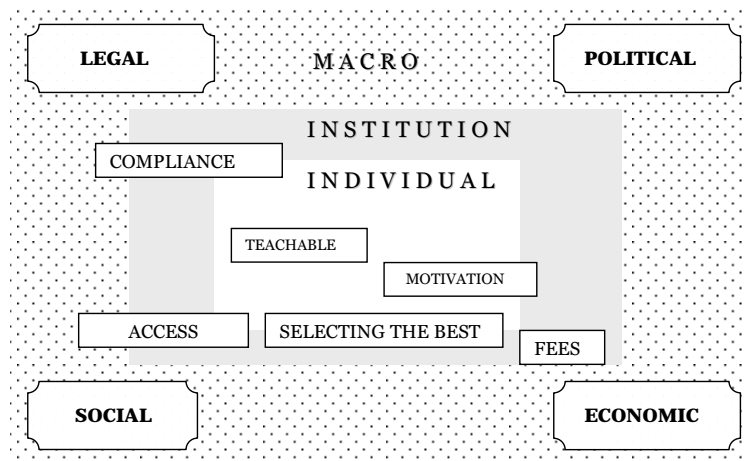 LEGAL
MACRO
POLITICAL
INSTITUTION
COMPLIANCE
INDIVIDUAL
TEACHABLE
MOTIVATION
ACCESS
SELECTING THE BEST
FEES
SOCIAL
ECONOMIC